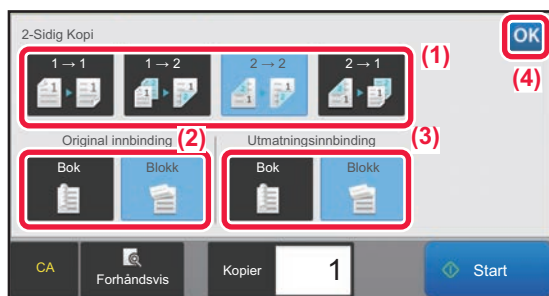 2-Sidig Kopi
OK
(1)
(4)
1 → 1
1 → 2
2 → 2
2 → 1
Original innbinding
(2)
Utmatningsinnbinding
(3)
Bok
Blokk
Bok
Blokk
CA
Forhåndsvis
Kopier
1
Start